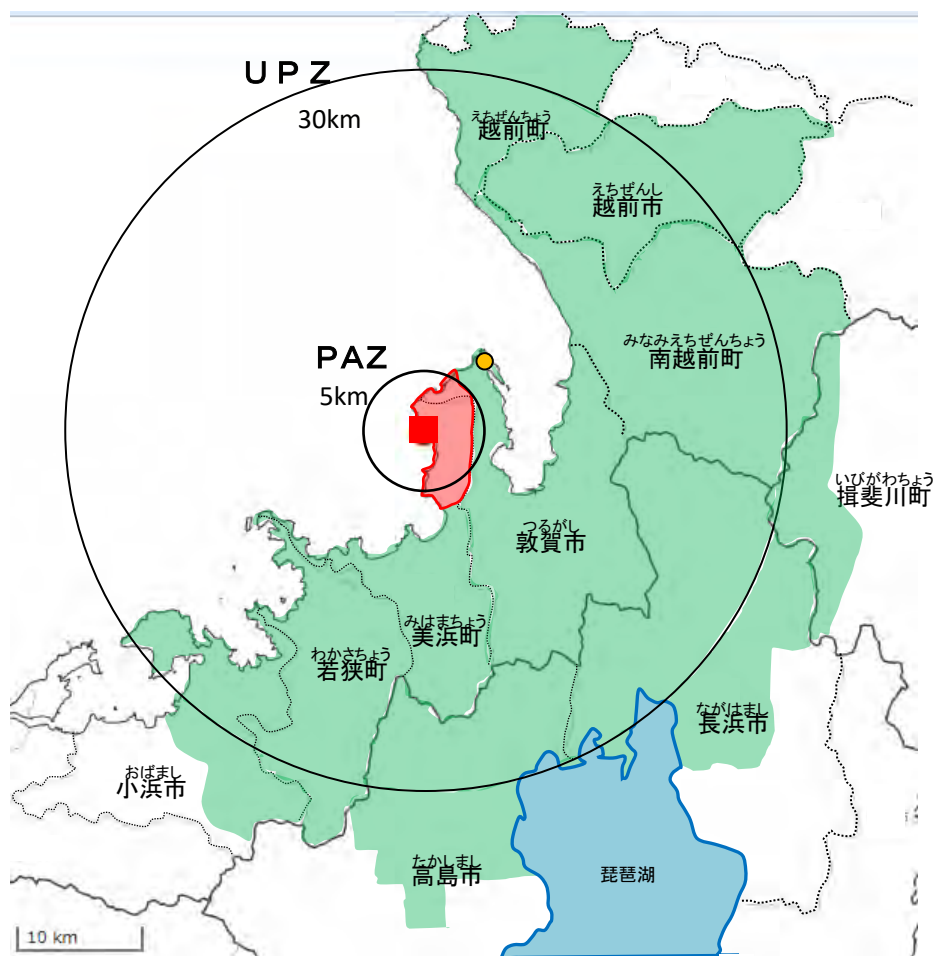 ＵＰＺ
30km
えちぜんちょう
越前町
えちぜんし
越前市
みなみえちぜんちょう
南越前町
ＰＡＺ
5km
いびがわちょう
揖斐川町
つるがし
敦賀市
みはまちょう
美浜町
わかさちょう
若狭町
ながはまし
長浜市
おばまし
小浜市
たかしまし
高島市
琵琶湖
10 km